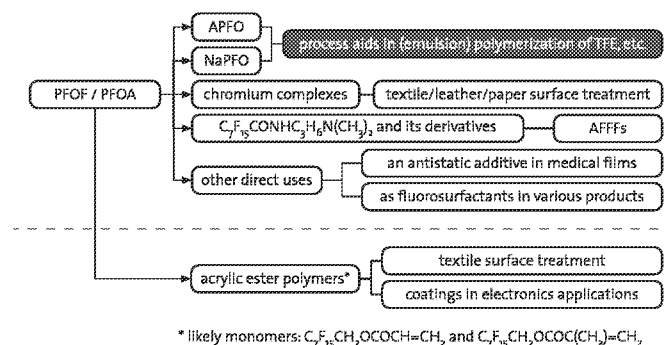 APFO
NaPFO
process aids in (emulsion) polymerization of TFE, etc.
PFOF / PFOA
chromium complexes
textile/leather/paper surface treatment
C₇F₁₅CONHC₃H₆N(CH₃)₂ and its derivatives
AFFFs
other direct uses
an antistatic additive in medical films
as fluorosurfactants in various products
acrylic ester polymers*
textile surface treatment
coatings in electronics applications
* likely monomers: C₇F₁₅CH₂OCOCH=CH₂ and C₇F₁₅CH₂OCOC(CH₃)=CH₂